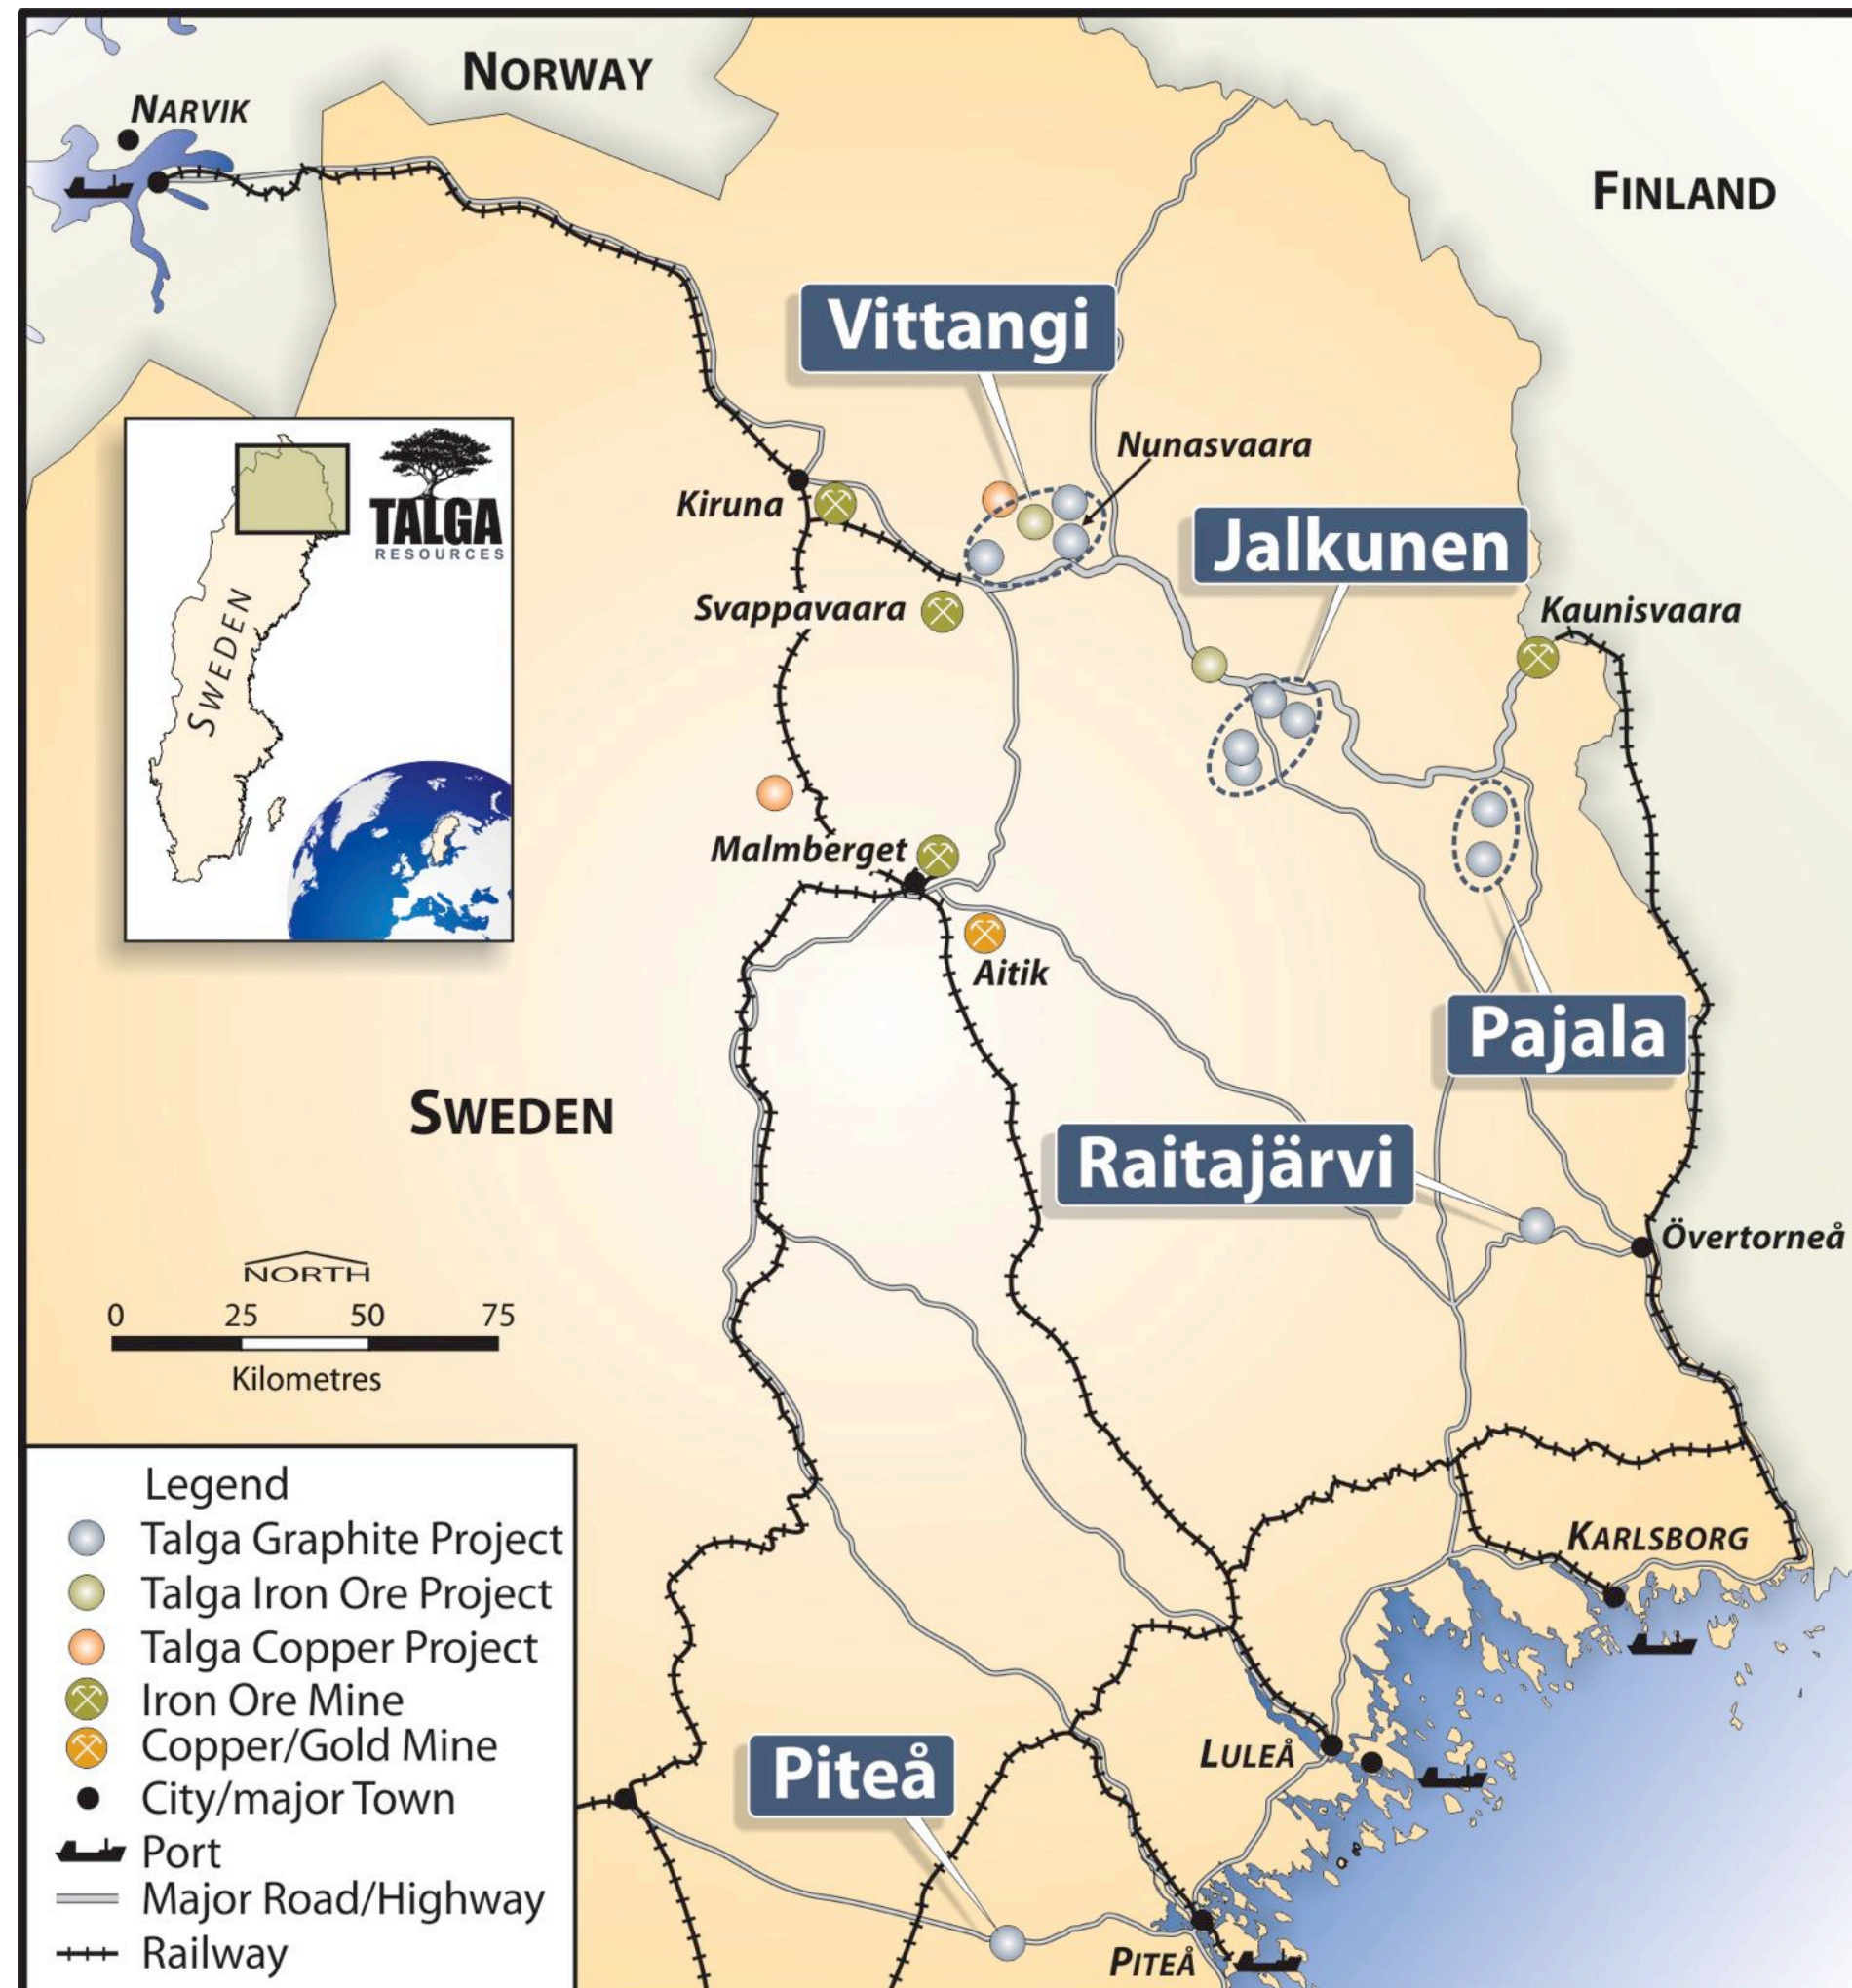 NORWAY
NARVIK
FINLAND
Vittangi
Nunasvaara
Kiruna
Jalkunen
TALGA
RESOURCES
SWEDEN
Svappavaara
Kaunisvaara
Malmberget
Aitik
Pajala
SWEDEN
Raitajärvi
Övertorneå
NORTH
0 25 50 75
Kilometres
Legend
Talga Graphite Project
Talga Iron Ore Project
Talga Copper Project
Iron Ore Mine
Copper/Gold Mine
City/major Town
Port
Major Road/Highway
Railway
KARLSBORG
LULEÅ
Piteå
PITEÅ